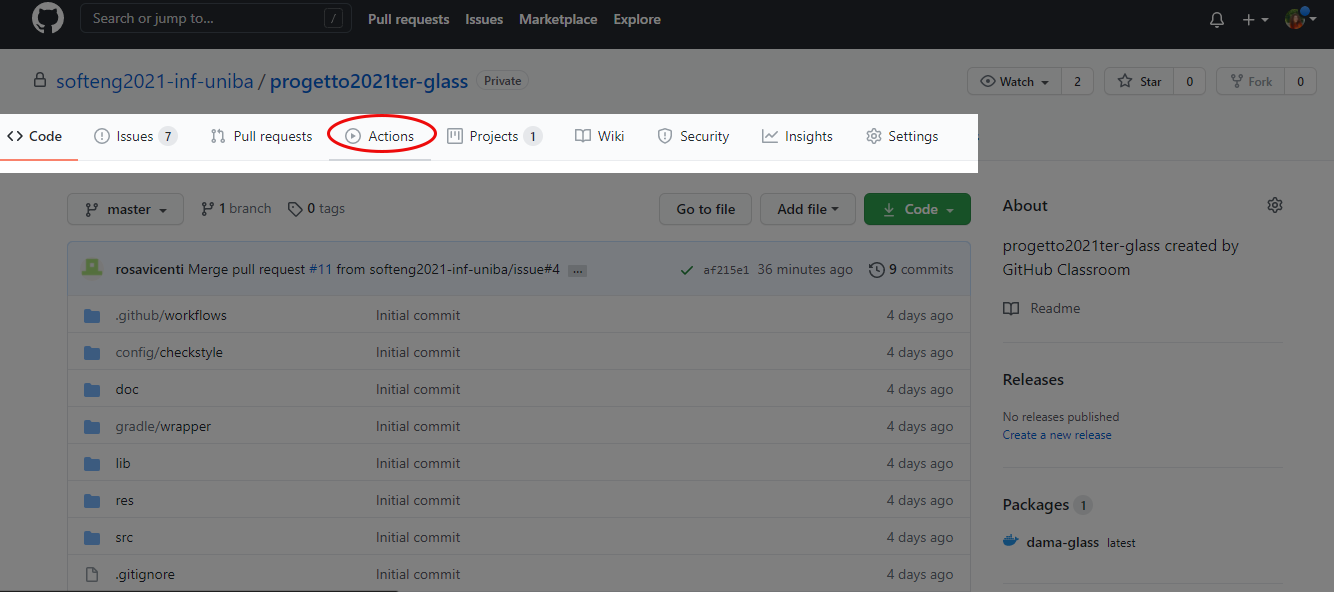 Search or jump to... / Pull requests Issues Marketplace Explore
softeng2021-inf-uniba / progetto2021ter-glass Private Watch 2 Star 0 Fork 0
Code Issues 7 Pull requests Actions Projects 1 Wiki Security Insights Settings
master 1 branch 0 tags Go to file Add file Code
rosavicenti Merge pull request #11 from softeng2021-inf-uniba/issue#4 ... af215e1 36 minutes ago 9 commits
.github/workflows Initial commit 4 days ago
config/checkstyle Initial commit 4 days ago
doc Initial commit 4 days ago
gradle/wrapper Initial commit 4 days ago
lib Initial commit 4 days ago
res Initial commit 4 days ago
src Initial commit 4 days ago
.gitignore Initial commit 4 days ago
About
progetto2021ter-glass created by
GitHub Classroom
Readme
Releases
No releases published
Create a new release
Packages 1
dama-glass latest